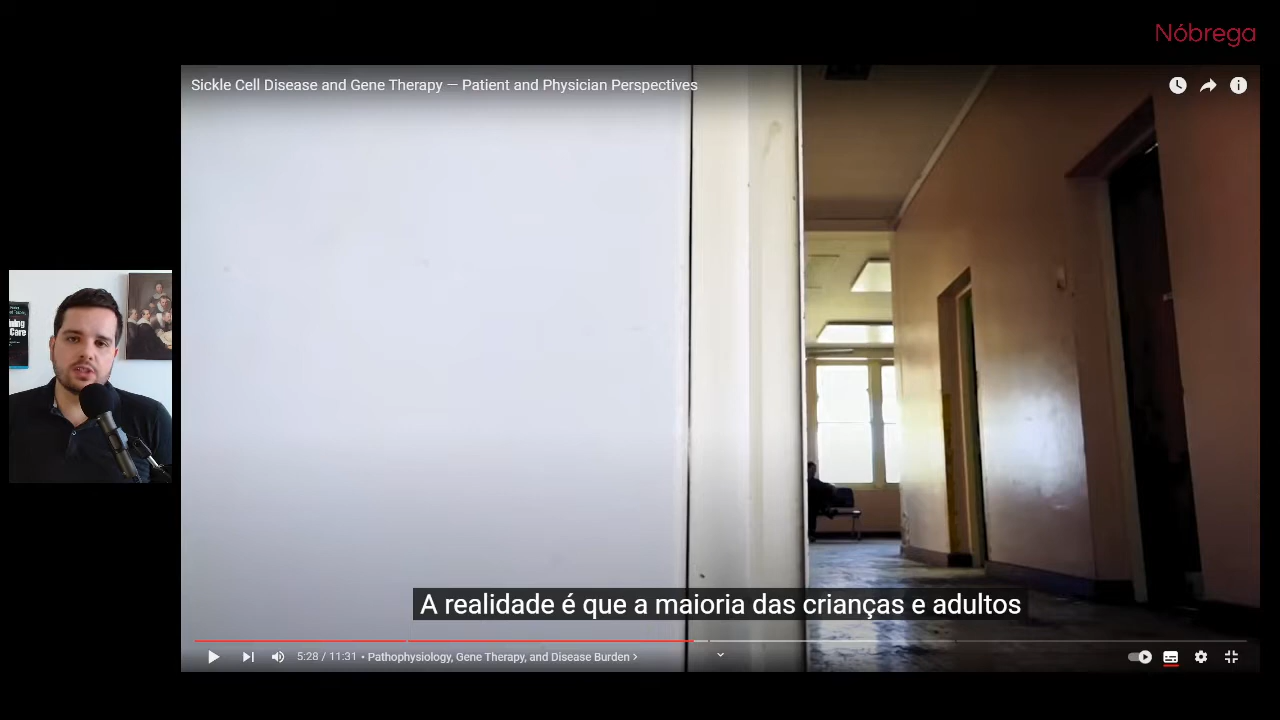 Nóbrega
Sickle Cell Disease and Gene Therapy — Patient and Physician Perspectives
A realidade é que a maioria das crianças e adultos
5:28 / 11:31 • Pathophysiology, Gene Therapy, and Disease Burden ›